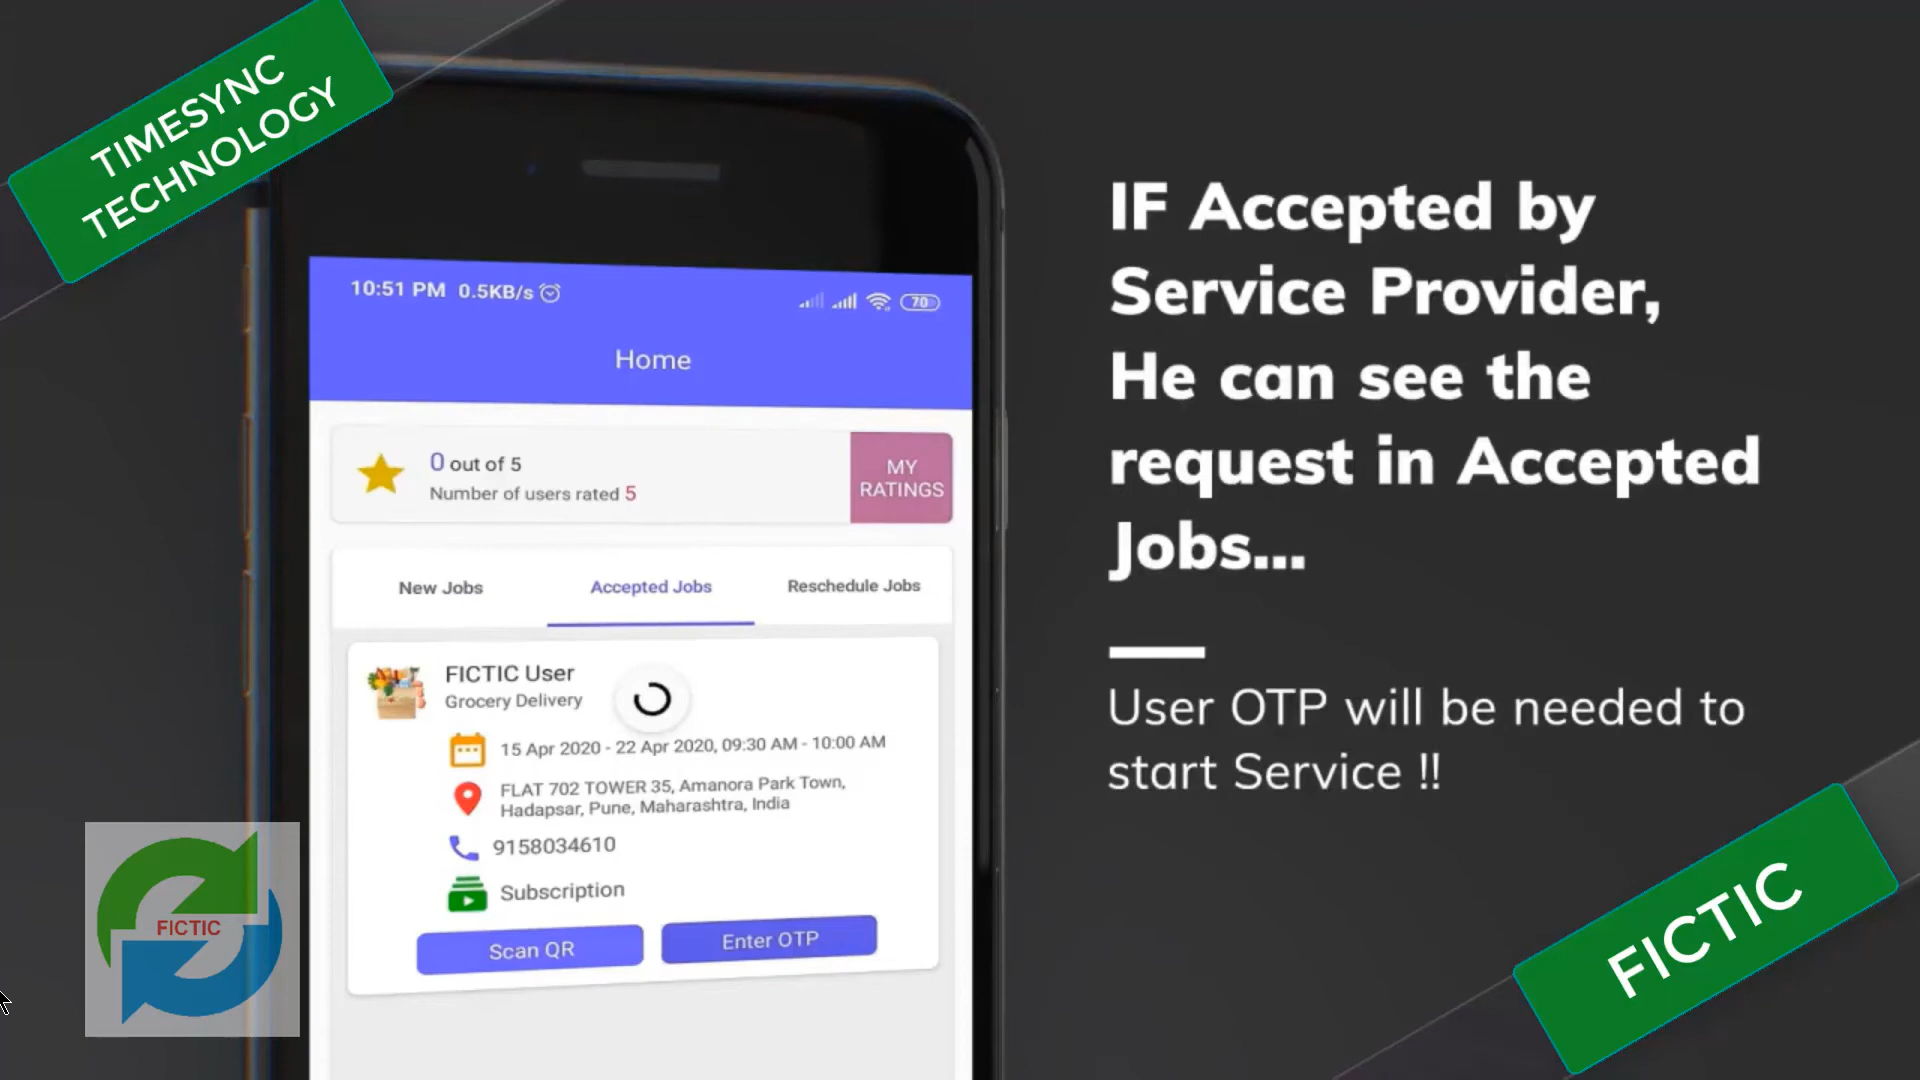 TIMESYNC
TECHNOLOGY
10:51 PM 0.5KB/s
70
Home
0 out of 5
Number of users rated 5
MY
RATINGS
New Jobs
Accepted Jobs
Reschedule Jobs
FICTIC User
Grocery Delivery
15 Apr 2020 - 22 Apr 2020, 09:30 AM - 10:00 AM
FLAT 702 TOWER 35, Amanora Park Town,
Hadapsar, Pune, Maharashtra, India
9158034610
Subscription
Scan QR
Enter OTP
IF Accepted by
Service Provider,
He can see the
request in Accepted
Jobs...
User OTP will be needed to
start Service !!
FICTIC
FICTIC